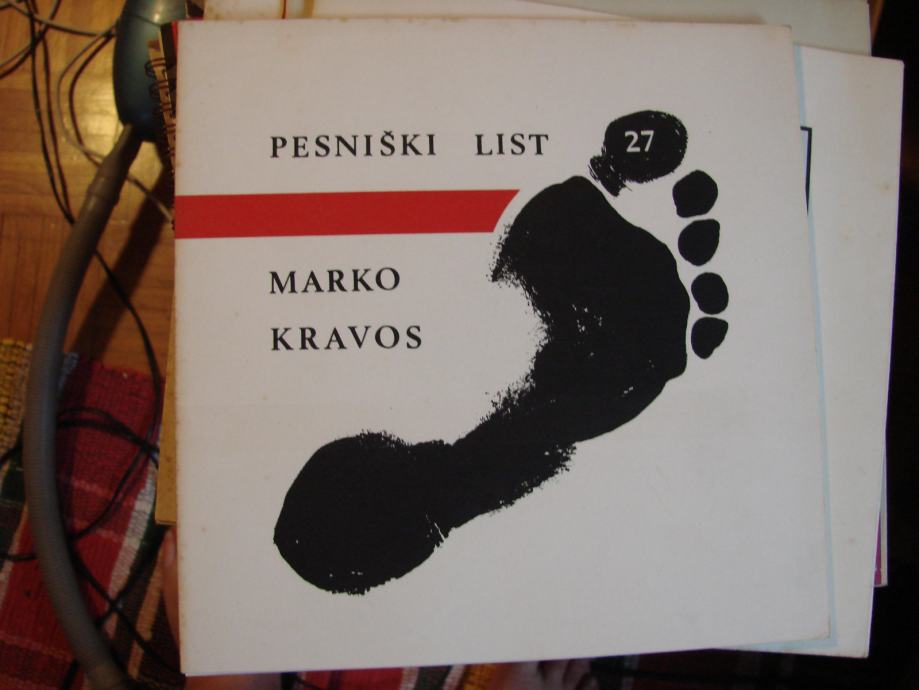 PESNIŠKI LIST 27
MARKO
KRAVOS